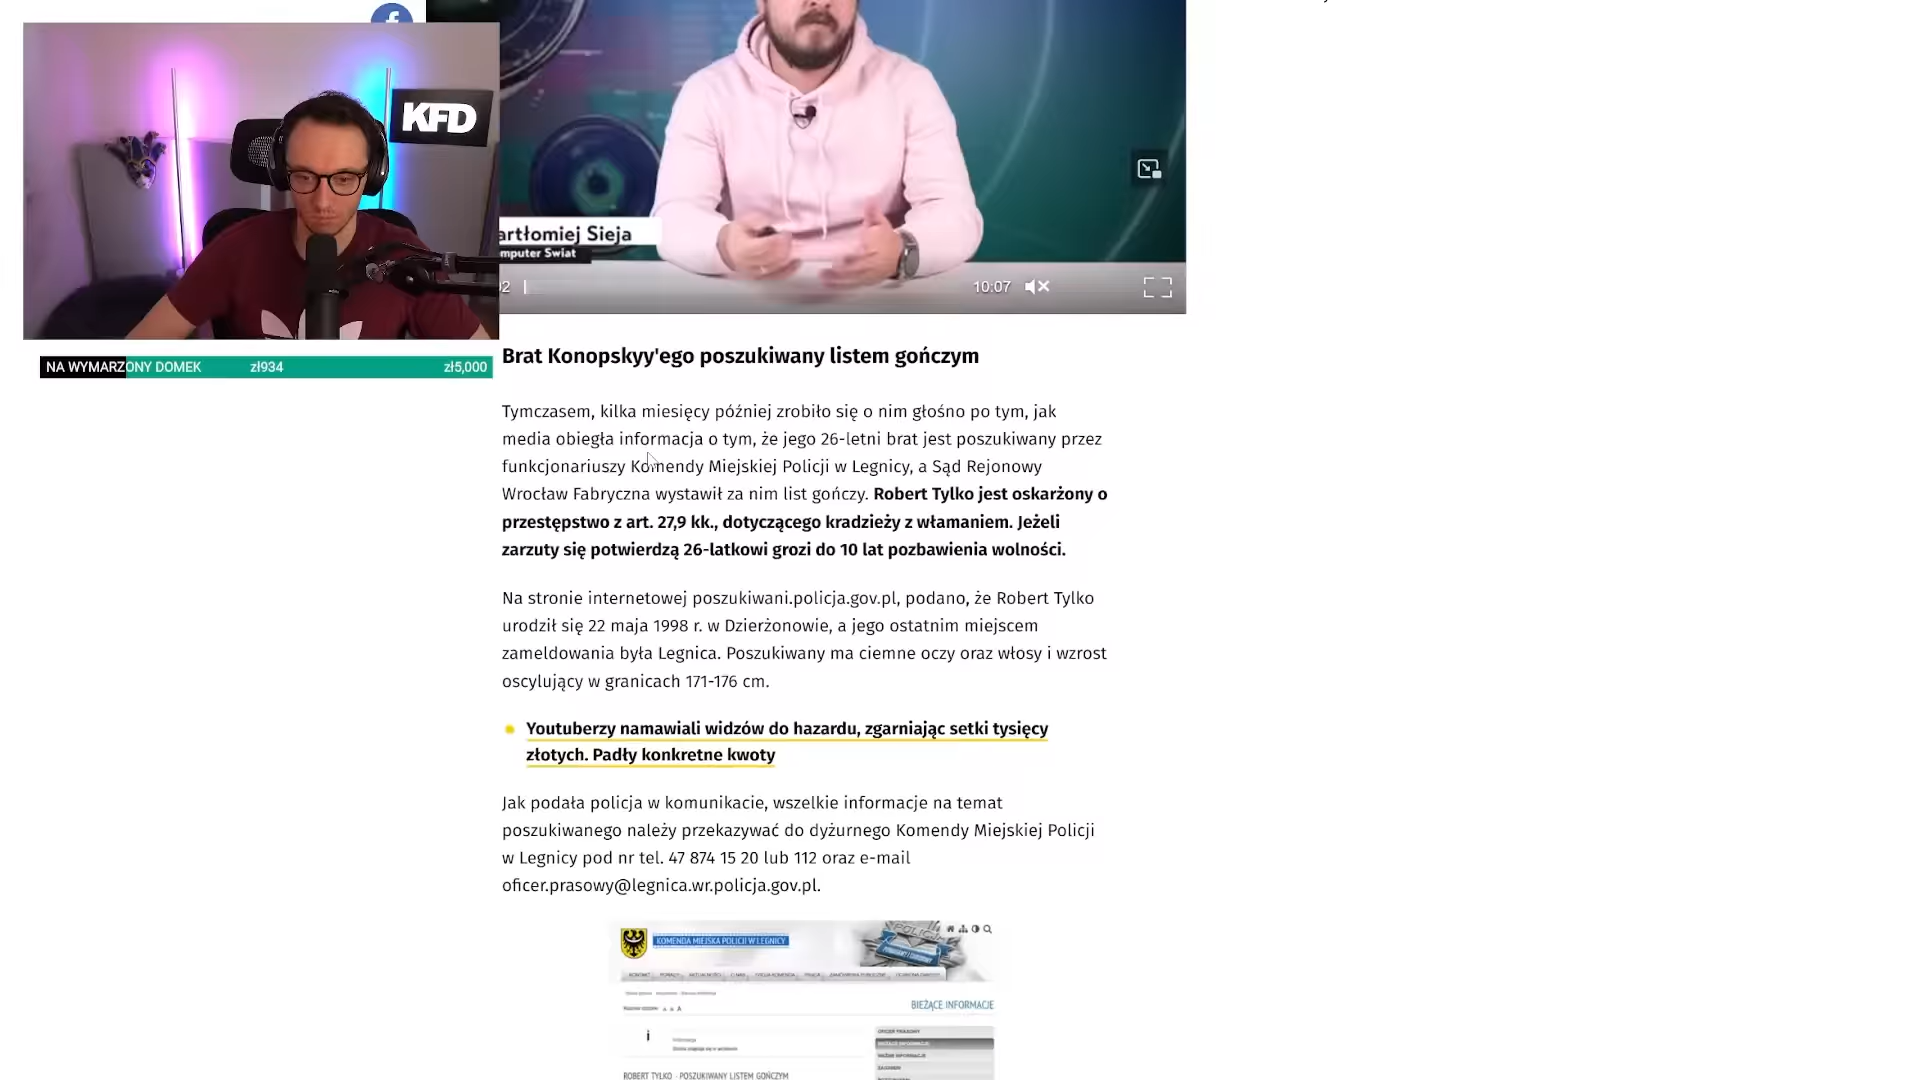 KFD
artłomiej Sieja
mputer Świat
10:07
NA WYMARZONY DOMEK zł934 zł5,000
Brat Konopskyy'ego poszukiwany listem gończym
Tymczasem, kilka miesięcy później zrobiło się o nim głośno po tym, jak
media obiegła informacja o tym, że jego 26-letni brat jest poszukiwany przez
funkcjonariuszy Komendy Miejskiej Policji w Legnicy, a Sąd Rejonowy
Wrocław Fabryczna wystawił za nim list gończy. Robert Tylko jest oskarżony o
przestępstwo z art. 27,9 kk., dotyczącego kradzieży z włamaniem. Jeżeli
zarzuty się potwierdzą 26-latkowi grozi do 10 lat pozbawienia wolności.
Na stronie internetowej poszukiwani.policja.gov.pl, podano, że Robert Tylko
urodził się 22 maja 1998 r. w Dzierżonowie, a jego ostatnim miejscem
zameldowania była Legnica. Poszukiwany ma ciemne oczy oraz włosy i wzrost
oscylujący w granicach 171-176 cm.
Youtuberzy namawiali widzów do hazardu, zgarniając setki tysięcy
złotych. Padły konkretne kwoty
Jak podała policja w komunikacie, wszelkie informacje na temat
poszukiwanego należy przekazywać do dyżurnego Komendy Miejskiej Policji
w Legnicy pod nr tel. 47 874 15 20 lub 112 oraz e-mail
oficer.prasowy@legnica.wr.policja.gov.pl.
KOMENDA MIEJSKA POLICJI W LEGNICY
POLICJA
BIEŻĄCE INFORMACJE
ROBERT TYLKO - POSZUKIWANY LISTEM GOŃCZYM